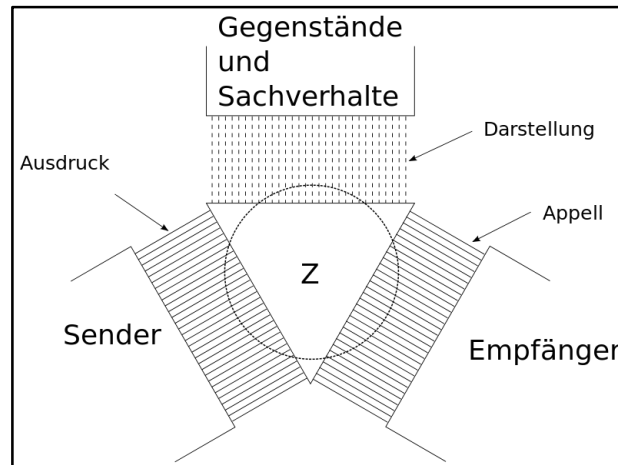 Gegenstände
und
Sachverhalte
Darstellung
Ausdruck
Appell
Z
Sender
Empfänger